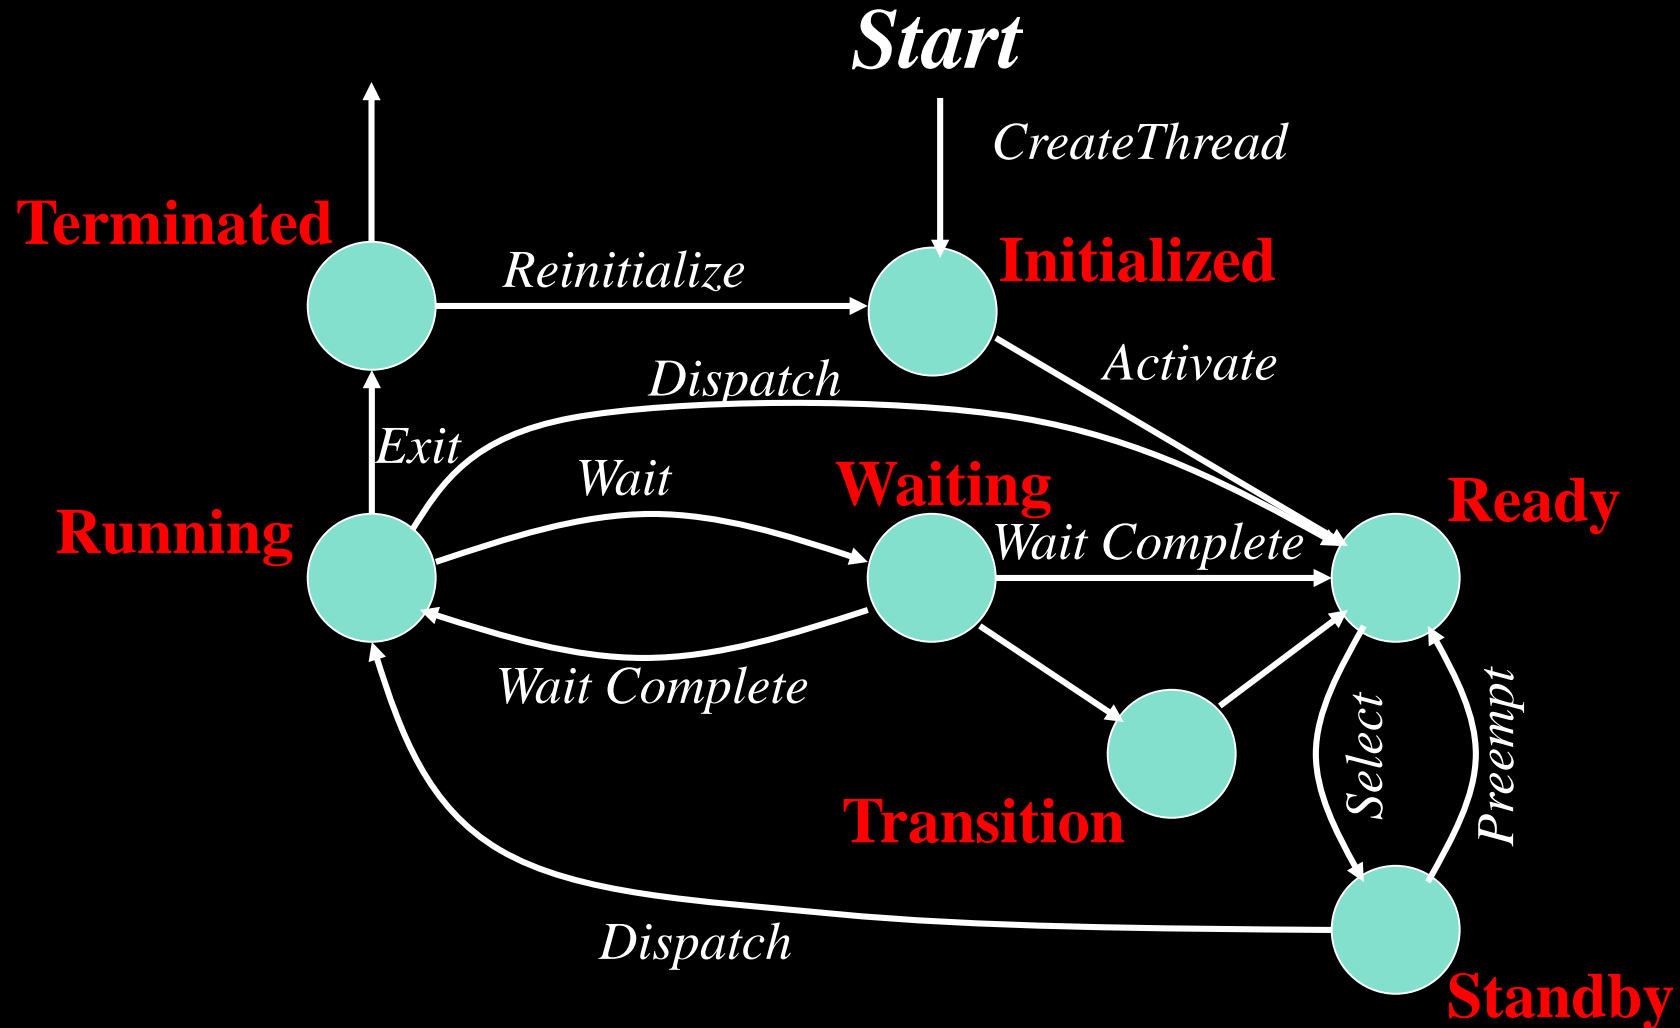 Start
CreateThread
Terminated
Initialized
Reinitialize
Activate
Dispatch
Exit
Wait
Waiting
Ready
Running
Wait Complete
Wait Complete
Select
Preempt
Transition
Dispatch
Standby